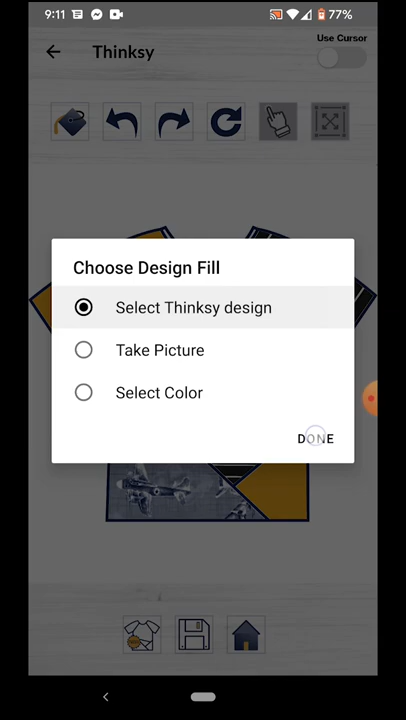 9:11 77%
Use Cursor
Thinksy
Choose Design Fill
Select Thinksy design
Take Picture
Select Color
DONE